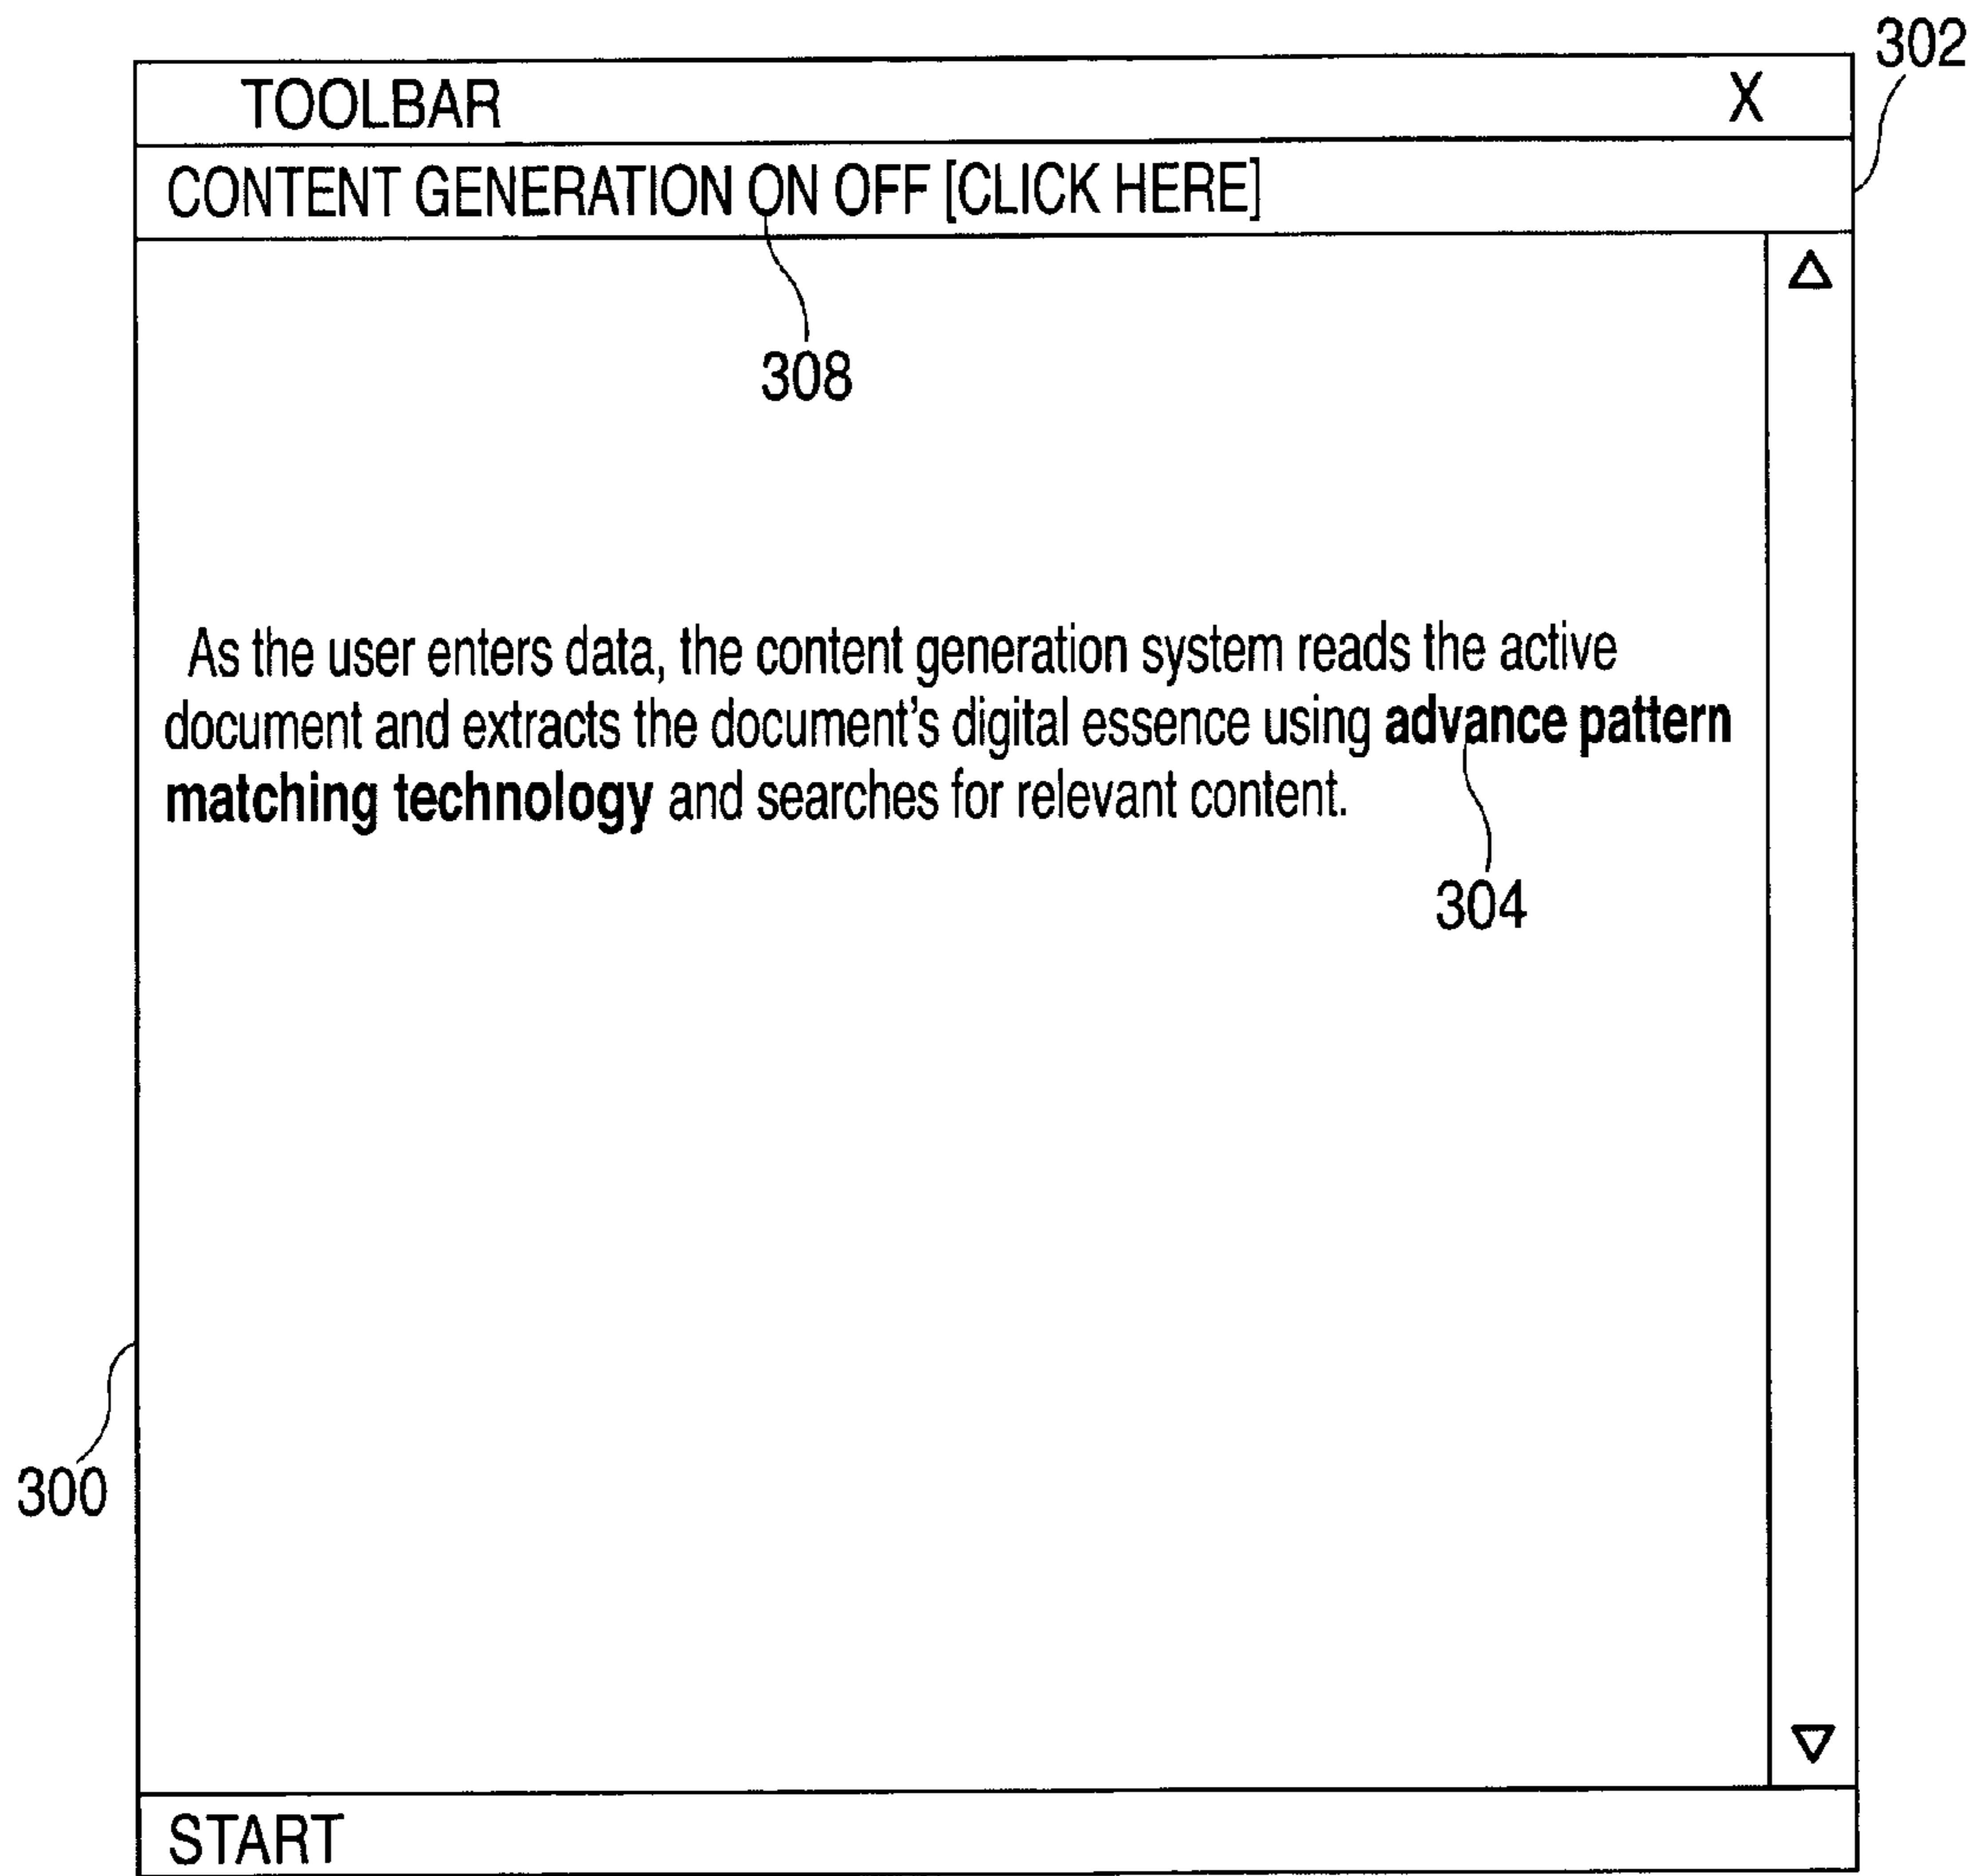 302
TOOLBAR X
CONTENT GENERATION ON OFF [CLICK HERE]
308
As the user enters data, the content generation system reads the active
document and extracts the document's digital essence using advance pattern
matching technology and searches for relevant content.
304
300
START